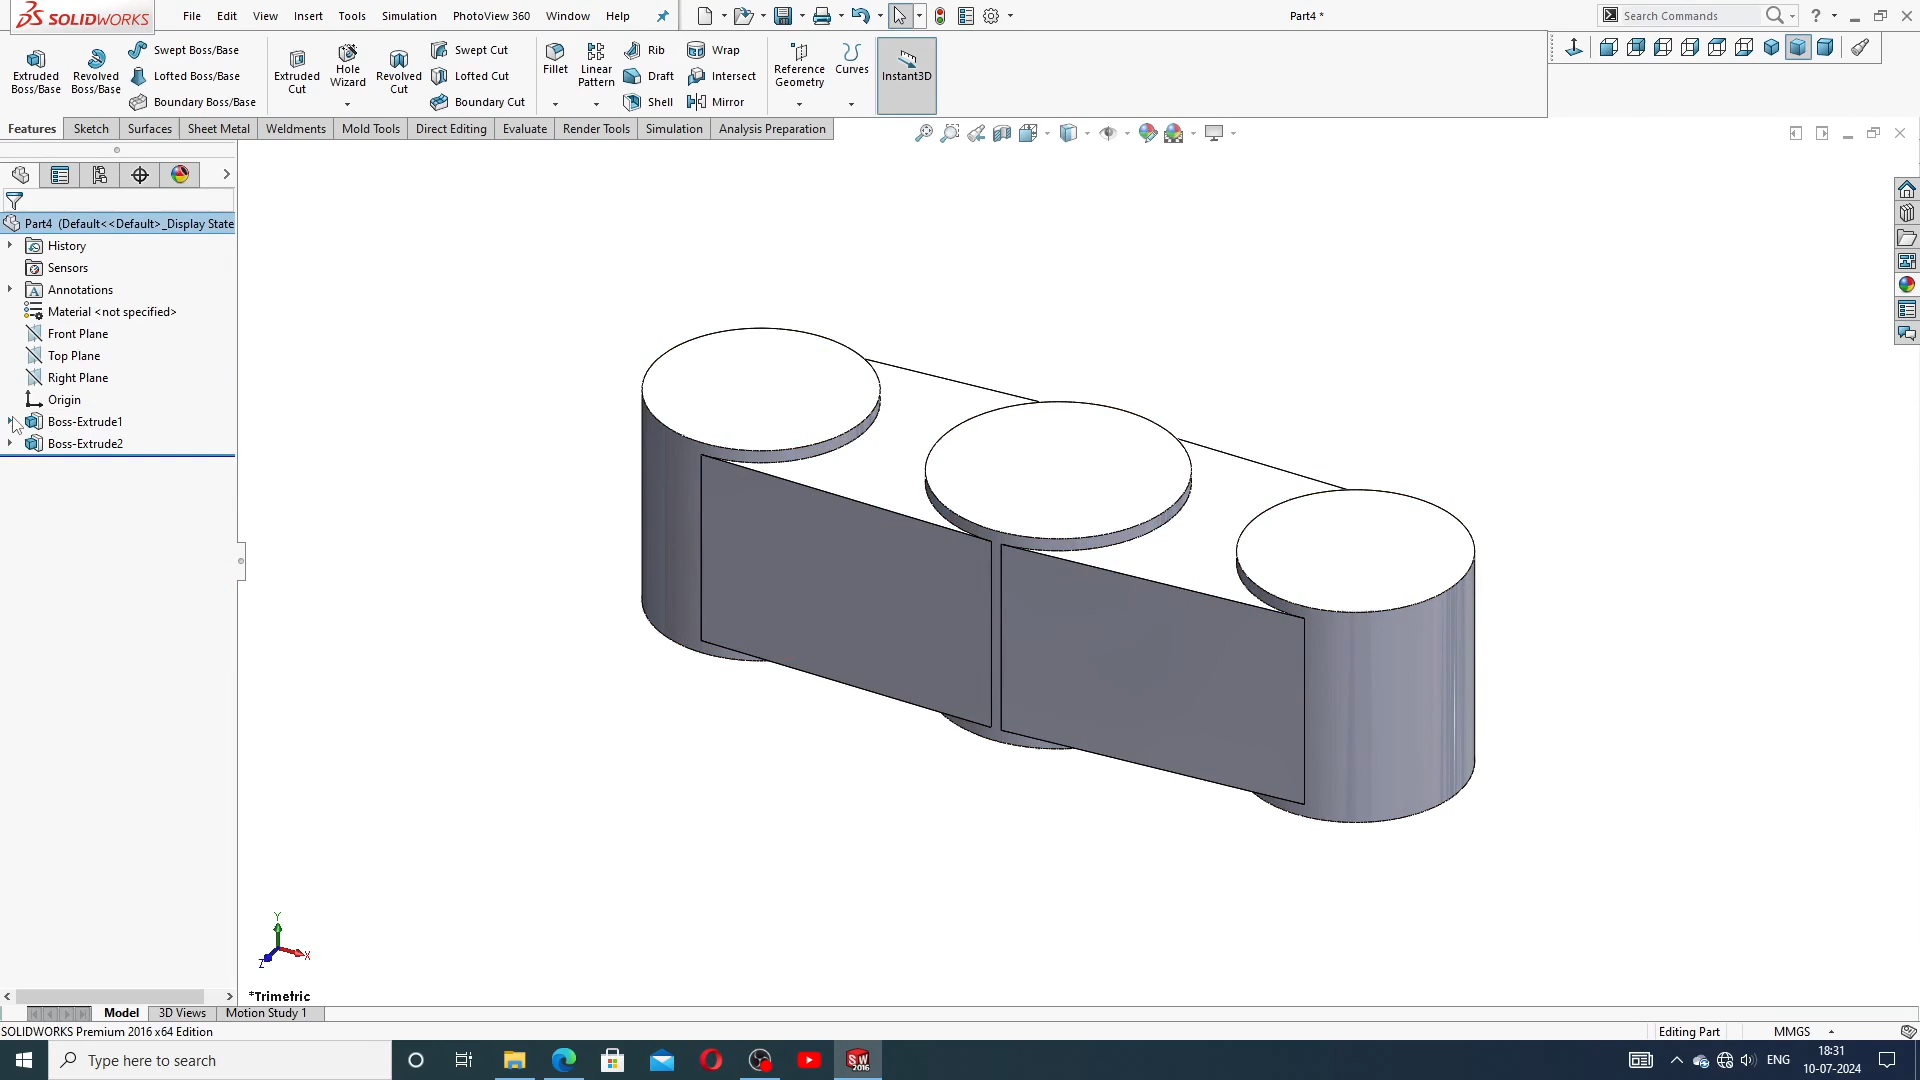 SOLIDWORKS File Edit View Insert Tools Simulation PhotoView 360 Window Help Part4 * Search Commands
Extruded Boss/Base
Revolved Boss/Base
Swept Boss/Base
Lofted Boss/Base
Boundary Boss/Base
Extruded Cut
Hole Wizard
Revolved Cut
Swept Cut
Lofted Cut
Boundary Cut
Fillet
Linear Pattern
Rib
Draft
Shell
Wrap
Intersect
Mirror
Reference Geometry
Curves
Instant3D
Features Sketch Surfaces Sheet Metal Weldments Mold Tools Direct Editing Evaluate Render Tools Simulation Analysis Preparation
Part4 (Default<<Default>_Display State
History
Sensors
Annotations
Material <not specified>
Front Plane
Top Plane
Right Plane
Origin
Boss-Extrude1
Boss-Extrude2
Y
X
Z
*Trimetric
Model 3D Views Motion Study 1
SOLIDWORKS Premium 2016 x64 Edition Editing Part MMGS
Type here to search SW 2016 ENG 18:31
10-07-2024